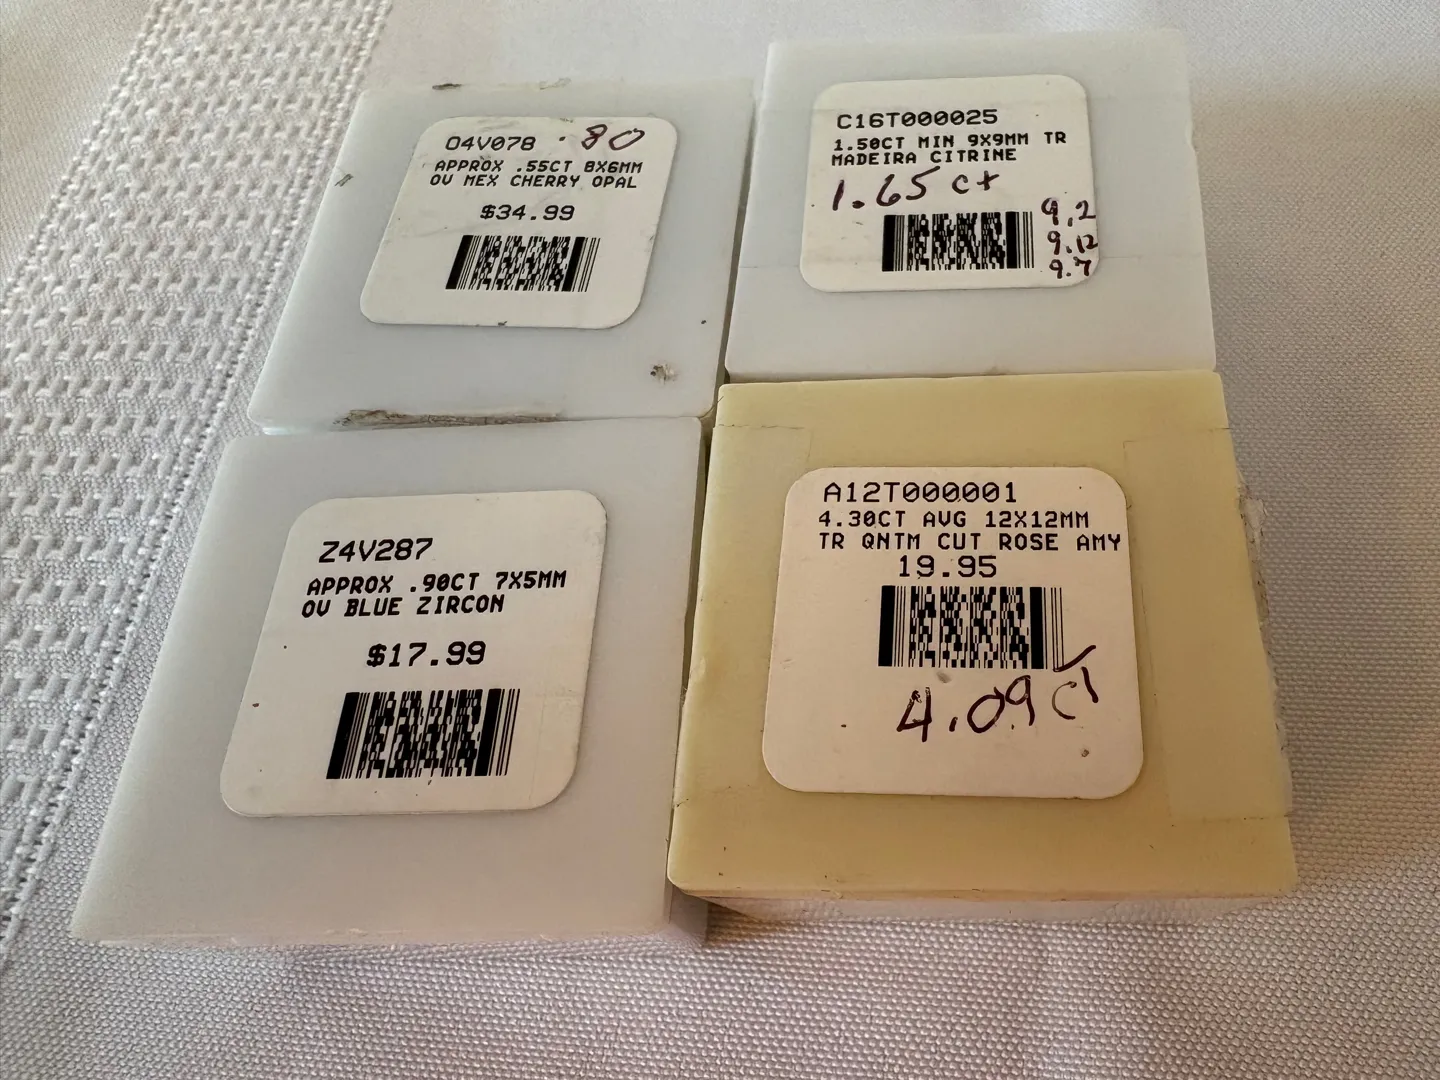 O4V078 .80
APPROX .55CT 8X6MM
OV MEX CHERRY OPAL
$34.99
C16T000025
1.50CT MIN 9X9MM TR
MADEIRA CITRINE
1.65 ct
9.2
9.12
9.7
Z4V287
APPROX .90CT 7X5MM
OV BLUE ZIRCON
$17.99
A12T000001
4.30CT AVG 12X12MM
TR QNTM CUT ROSE AMY
19.95
4.09 ct